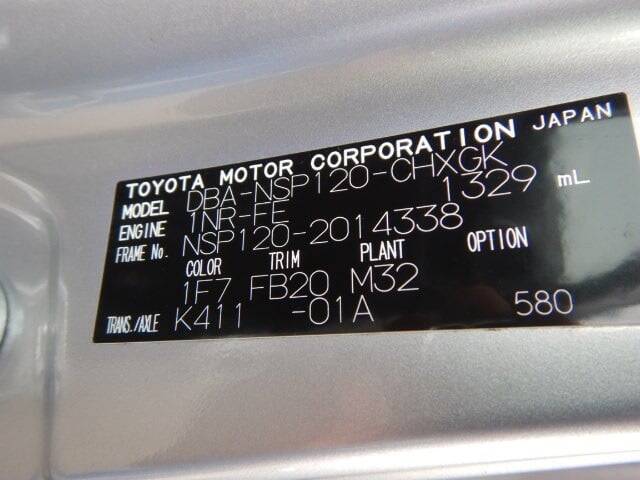 TOYOTA MOTOR CORPORATION JAPAN
MODEL DBA-NSP120-CHXGK
ENGINE 1NR-FE 1329 mL
FRAME No. NSP120-2014338
COLOR TRIM PLANT OPTION
1F7 FB20 M32
TRANS./AXLE K411 -01A 580